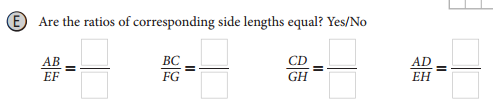 E Are the ratios of corresponding side lengths equal? Yes/No
AB/EF = BC/FG = CD/GH = AD/EH =